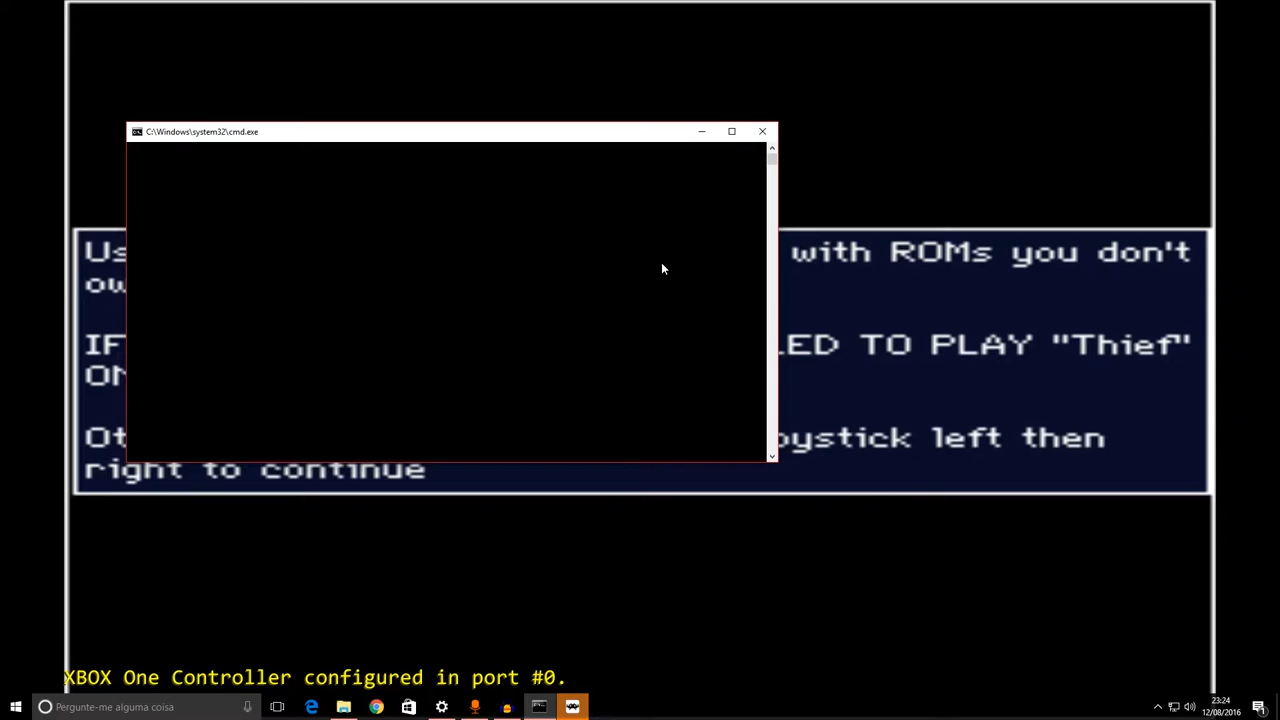 C:\Windows\system32\cmd.exe
Us with ROMs you don't
ow
IF LED TO PLAY "Thief"
ON
Ot oystick left then
right to continue
XBOX One Controller configured in port #0.
Pergunte-me alguma coisa
23:24
12/08/2016